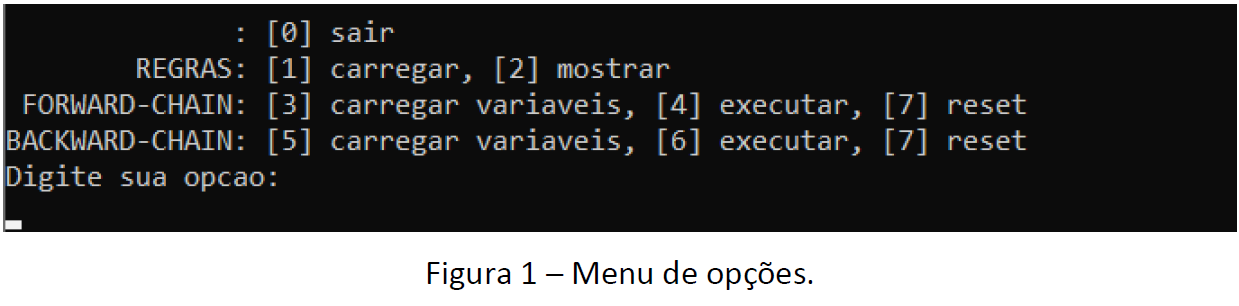 : [0] sair
REGRAS: [1] carregar, [2] mostrar
FORWARD-CHAIN: [3] carregar variaveis, [4] executar, [7] reset
BACKWARD-CHAIN: [5] carregar variaveis, [6] executar, [7] reset
Digite sua opcao:
Figura 1 – Menu de opções.